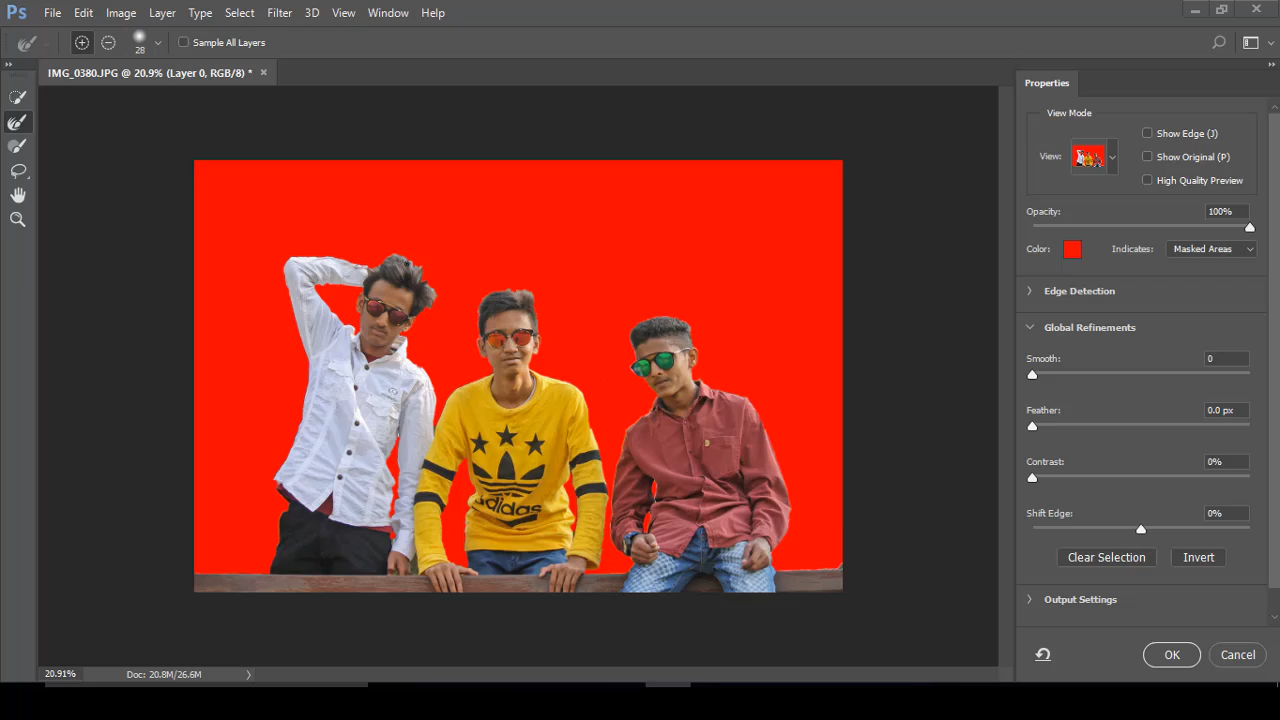 Ps File Edit Image Layer Type Select Filter 3D View Window Help
28 Sample All Layers
IMG_0380.JPG @ 20.9% (Layer 0, RGB/8) *
Properties
View Mode
Show Edge (J)
View:
Show Original (P)
High Quality Preview
Opacity: 100%
Color: Indicates: Masked Areas
Edge Detection
Global Refinements
Smooth: 0
Feather: 0.0 px
Contrast: 0%
Shift Edge: 0%
Clear Selection Invert
Output Settings
OK Cancel
adidas
20.91% Doc: 20.8M/26.6M